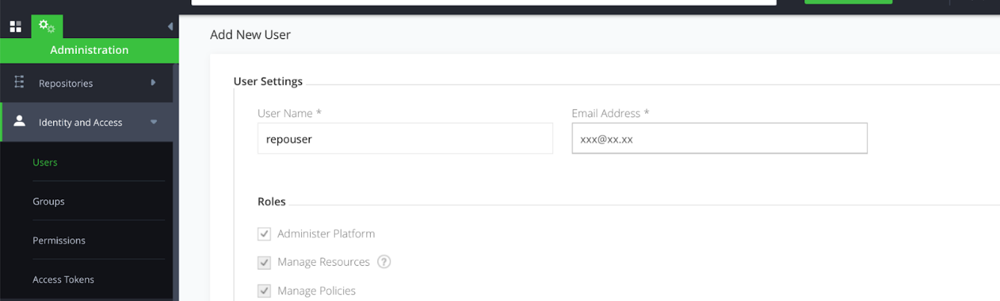 Add New User
Administration
Repositories
Identity and Access
Users
Groups
Permissions
Access Tokens
User Settings
User Name *
Email Address *
repouser
xxx@xx.xx
Roles
Administer Platform
Manage Resources ?
Manage Policies